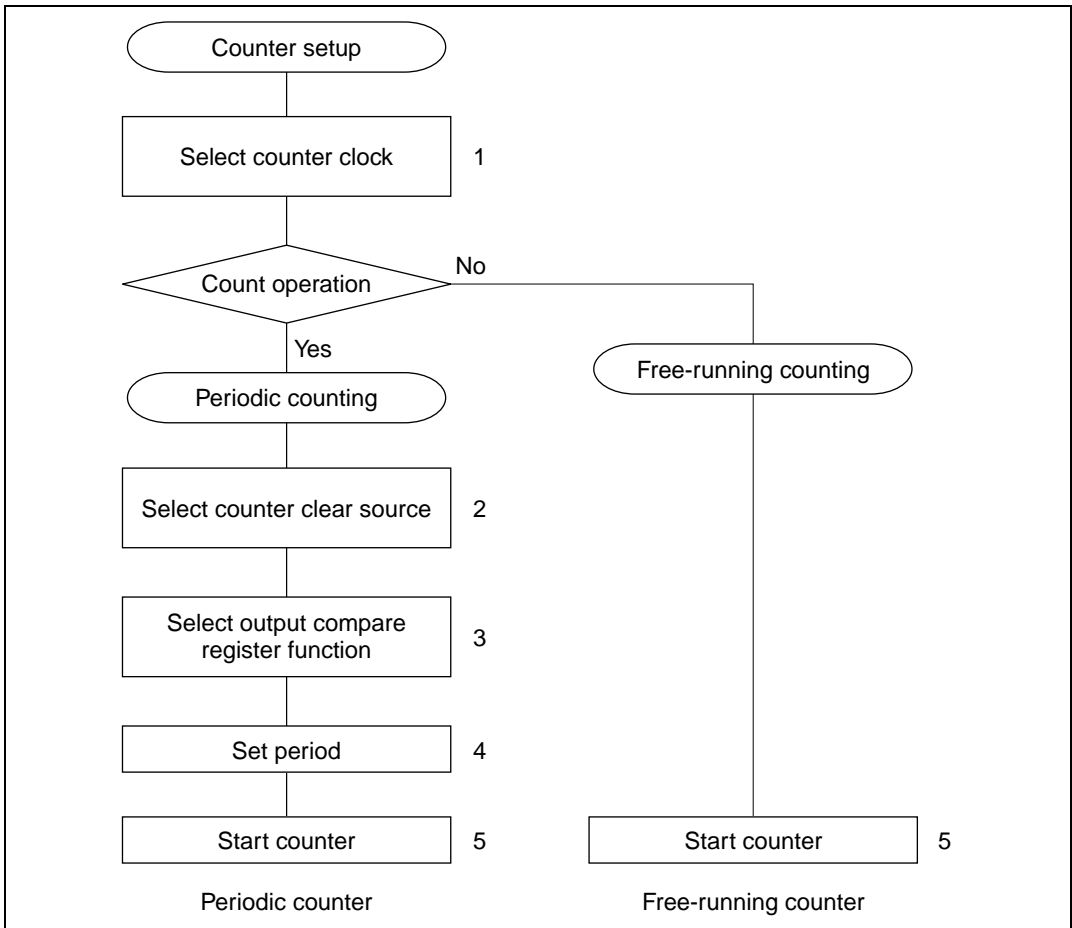 Counter setup
Select counter clock 1
Count operation
No
Yes
Free-running counting
Periodic counting
Select counter clear source 2
Select output compare
register function 3
Set period 4
Start counter 5
Start counter 5
Periodic counter
Free-running counter